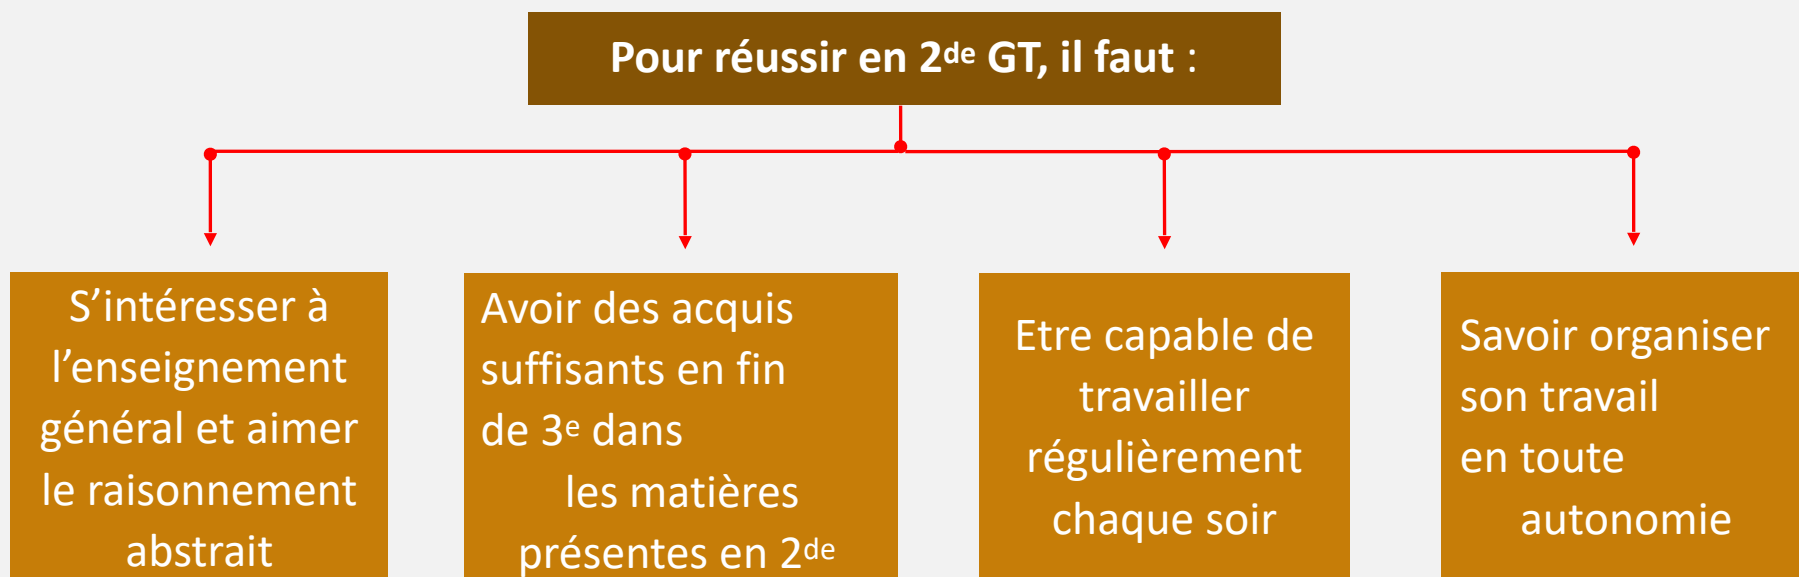 Pour réussir en 2de GT, il faut :
S’intéresser à
l’enseignement
général et aimer
le raisonnement
abstrait
Avoir des acquis
suffisants en fin
de 3e dans
les matières
présentes en 2de
Etre capable de
travailler
régulièrement
chaque soir
Savoir organiser
son travail
en toute
autonomie